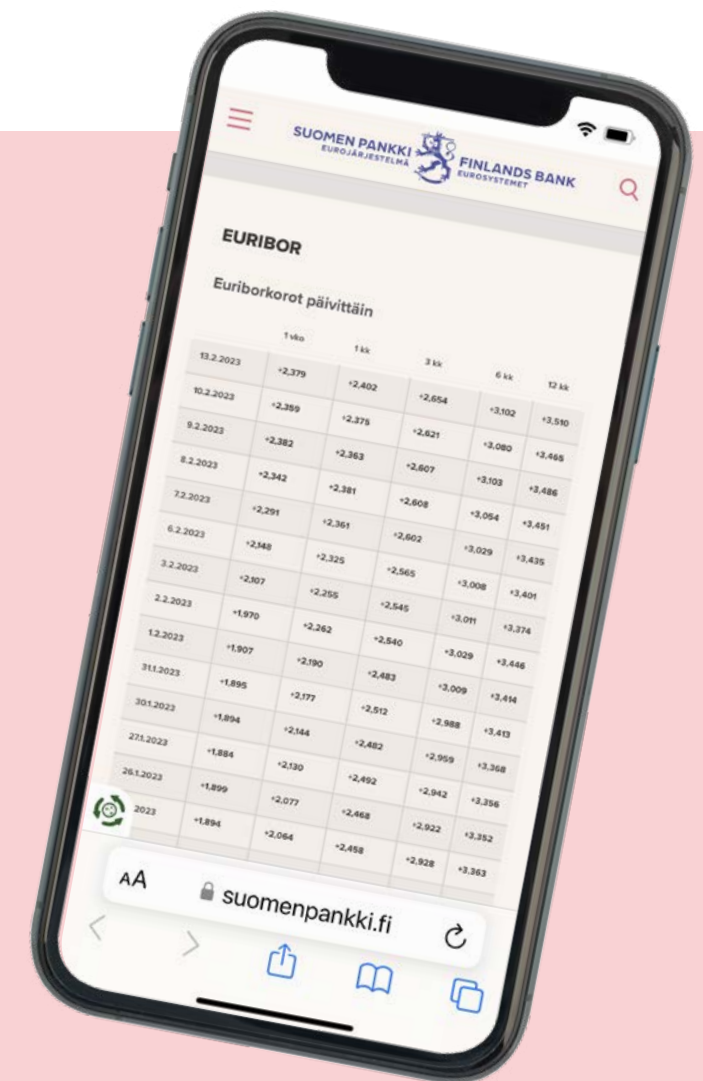 SUOMEN PANKKI
EUROJÄRJESTELMÄ
FINLANDS BANK
EUROSYSTEMET
EURIBOR
Euriborkorot päivittäin
1 vko 1 kk 3 kk 6 kk 12 kk
13.2.2023 +2,379 +2,402 +2,654 +3,102 +3,510
10.2.2023 +2,359 +2,375 +2,621 +3,080 +3,465
9.2.2023 +2,382 +2,363 +2,607 +3,103 +3,486
8.2.2023 +2,342 +2,381 +2,608 +3,054 +3,451
7.2.2023 +2,291 +2,361 +2,602 +3,029 +3,435
6.2.2023 +2,148 +2,325 +2,565 +3,008 +3,401
3.2.2023 +2,107 +2,255 +2,545 +3,011 +3,374
2.2.2023 +1,970 +2,262 +2,540 +3,029 +3,446
1.2.2023 +1,907 +2,190 +2,483 +3,009 +3,414
31.1.2023 +1,895 +2,177 +2,512 +2,988 +3,413
30.1.2023 +1,894 +2,144 +2,482 +2,959 +3,368
27.1.2023 +1,884 +2,130 +2,492 +2,942 +3,356
26.1.2023 +1,899 +2,077 +2,468 +2,922 +3,352
2023 +1,894 +2,064 +2,458 +2,928 +3,363
AA suomenpankki.fi